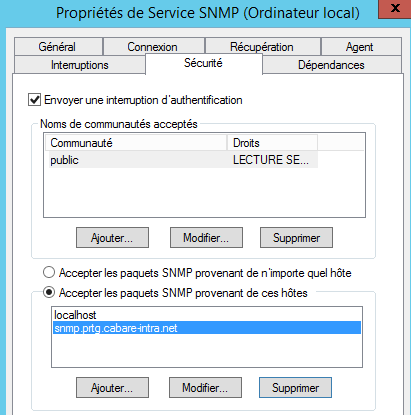 Propriétés de Service SNMP (Ordinateur local)
x
Général Connexion Récupération Agent
Interruptions Sécurité Dépendances
Envoyer une interruption d'authentification
Noms de communautés acceptés
Communauté Droits
public LECTURE SE...
Ajouter... Modifier... Supprimer
Accepter les paquets SNMP provenant de n'importe quel hôte
Accepter les paquets SNMP provenant de ces hôtes
localhost
snmp.prtg.cabare-intra.net
Ajouter... Modifier... Supprimer